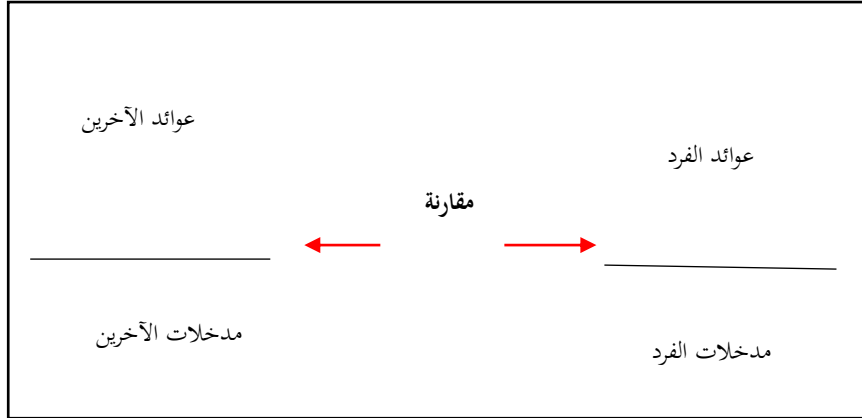 عوائد الفرد
مدخلات الفرد
مقارنة
عوائد الآخرين
مدخلات الآخرين